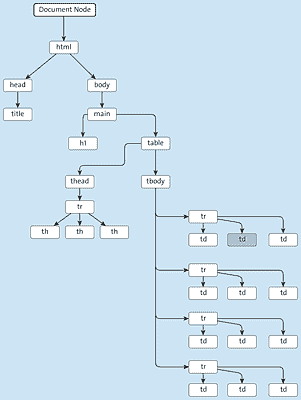 Document Node
html
head body
title main
h1 table
thead tbody
tr
th th th
tr
td td td
tr
td td td
tr
td td td
tr
td td td